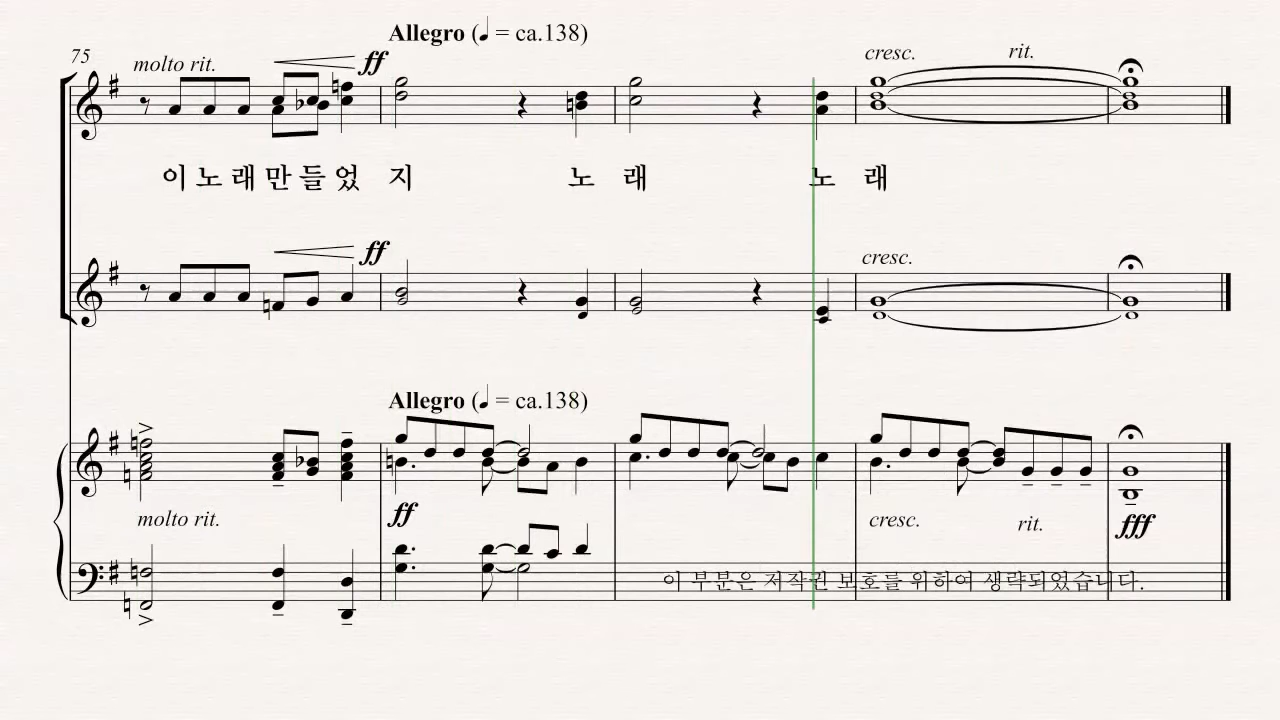 Allegro (♩ = ca.138)
75 molto rit. ff cresc. rit.
이 노 래 만 들 었 지 노 래 노 래
ff cresc.
Allegro (♩ = ca.138)
molto rit. ff cresc. rit. fff
이 부분은 저작권 보호를 위하여 생략되었습니다.